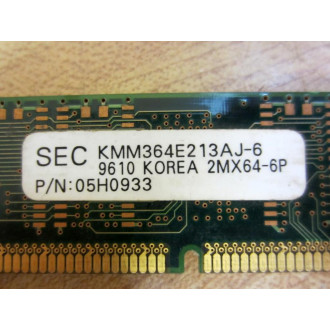 SEC KMM364E213AJ-6
9610 KOREA 2MX64-6P
P/N:05H0933